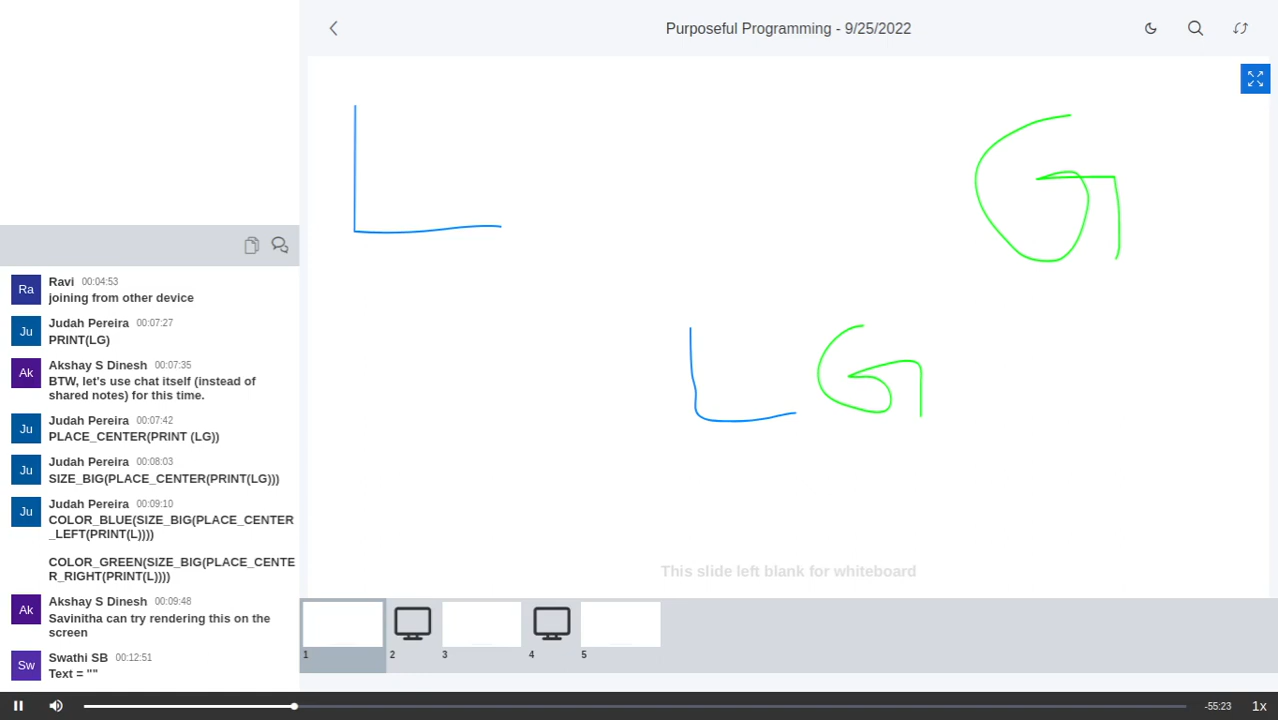 Purposeful Programming - 9/25/2022
L
G
L G
This slide left blank for whiteboard
Ra
Ravi 00:04:53
joining from other device
Ju
Judah Pereira 00:07:27
PRINT(LG)
Ak
Akshay S Dinesh 00:07:35
BTW, let's use chat itself (instead of
shared notes) for this time.
Ju
Judah Pereira 00:07:42
PLACE_CENTER(PRINT (LG))
Ju
Judah Pereira 00:08:03
SIZE_BIG(PLACE_CENTER(PRINT(LG)))
Ju
Judah Pereira 00:09:10
COLOR_BLUE(SIZE_BIG(PLACE_CENTER
_LEFT(PRINT(L))))
COLOR_GREEN(SIZE_BIG(PLACE_CENTE
R_RIGHT(PRINT(L))))
Ak
Akshay S Dinesh 00:09:48
Savinitha can try rendering this on the
screen
Sw
Swathi SB 00:12:51
Text = ""
1 2 3 4 5
-55:23 1x